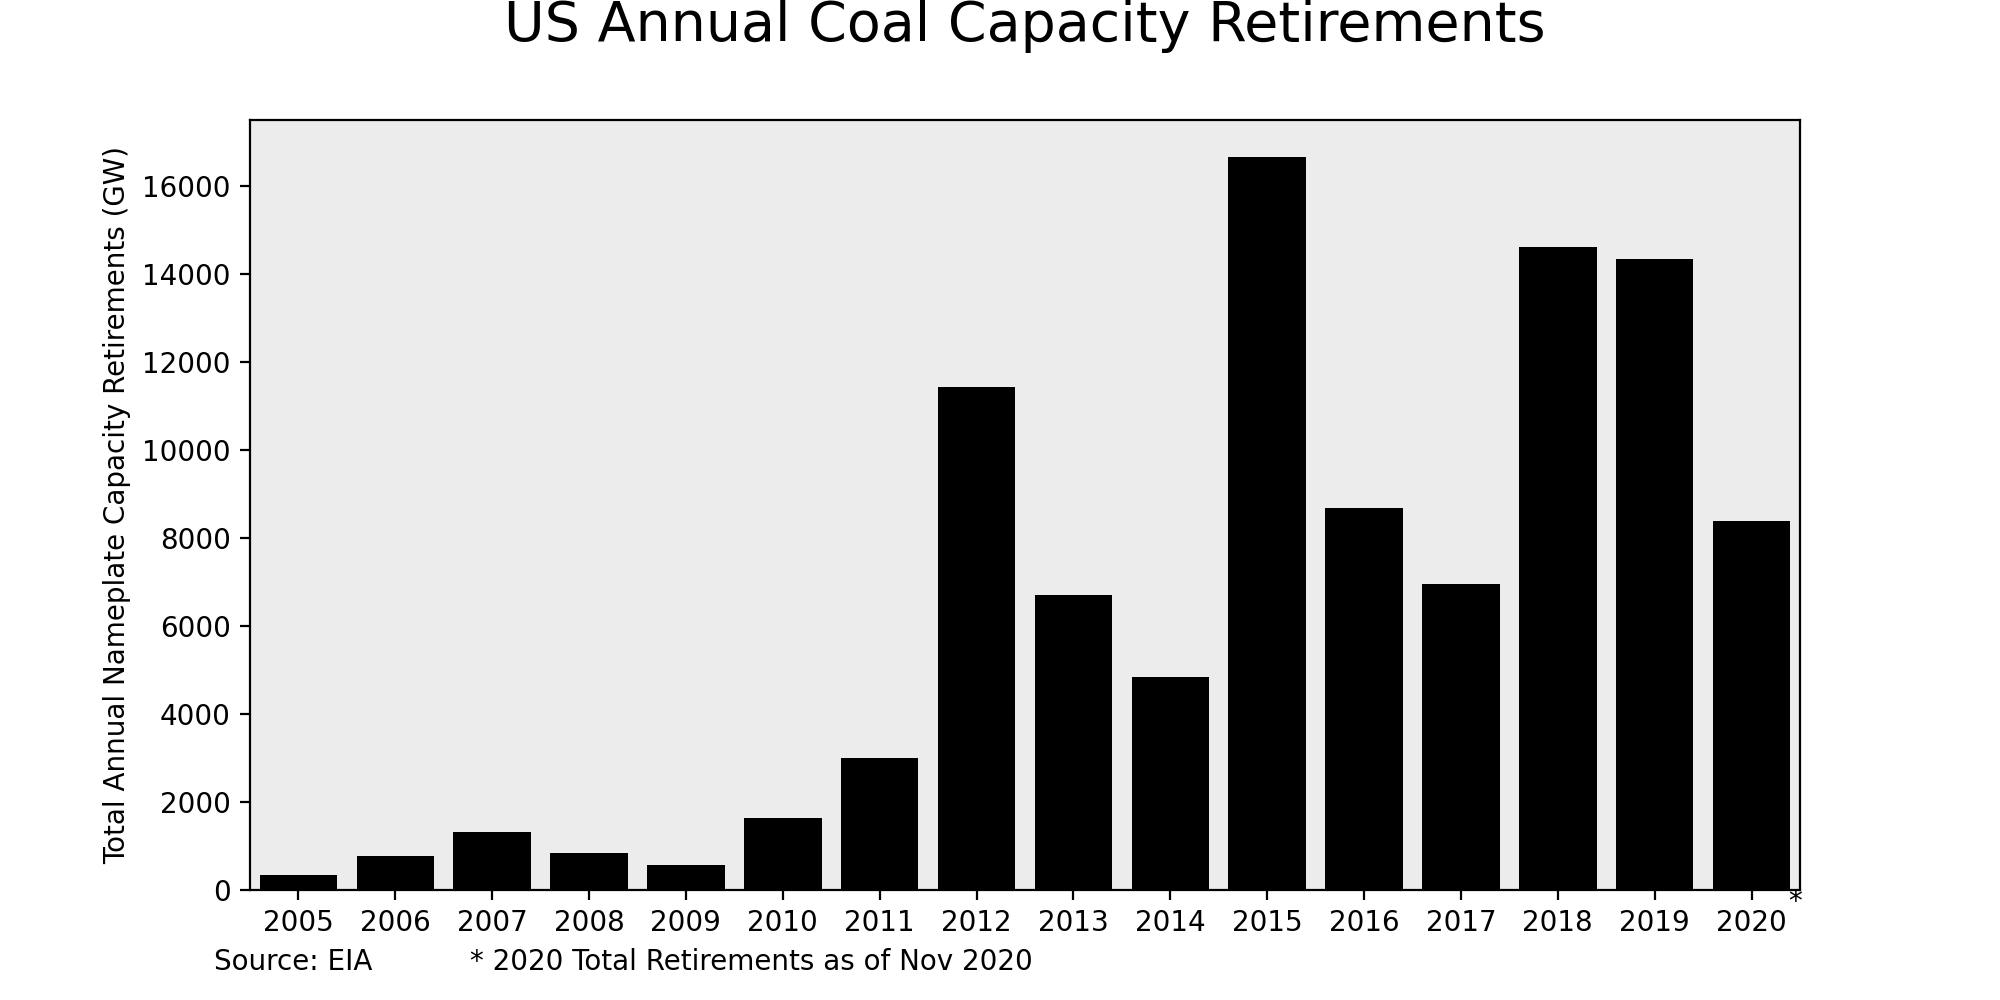 US Annual Coal Capacity Retirements
Total Annual Nameplate Capacity Retirements (GW)
16000
14000
12000
10000
8000
6000
4000
2000
0
2005 2006 2007 2008 2009 2010 2011 2012 2013 2014 2015 2016 2017 2018 2019 2020 *
Source: EIA * 2020 Total Retirements as of Nov 2020